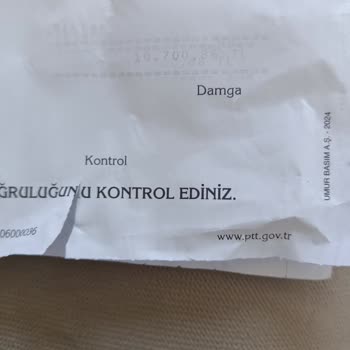 Damga
Kontrol
ĞRULUĞUNU KONTROL EDİNİZ.
www.ptt.gov.tr
UMUR BASIM A.Ş. - 2024